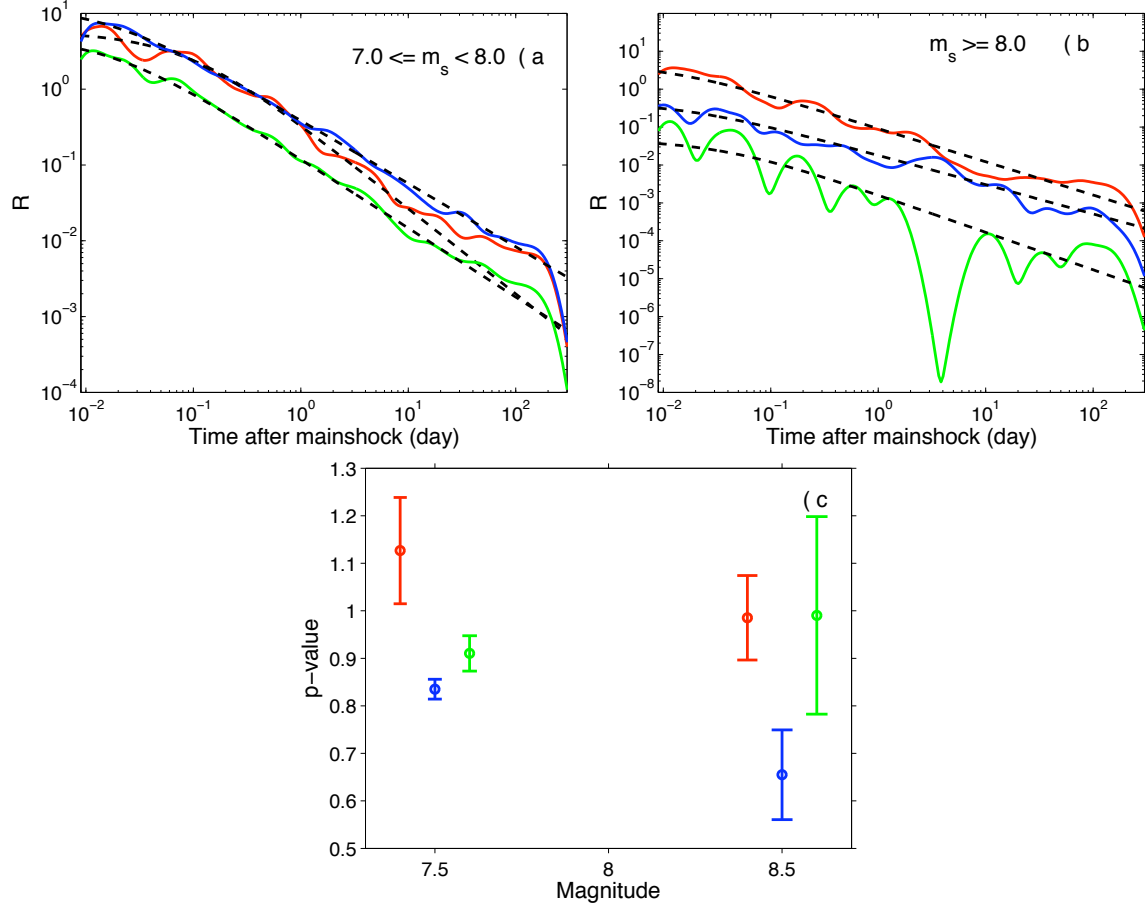 7.0 <= m_s < 8.0 ( a
R
10^1
10^0
10^-1
10^-2
10^-3
10^-4
10^-2 10^-1 10^0 10^1 10^2
Time after mainshock (day)
m_s >= 8.0 ( b
R
10^1
10^0
10^-1
10^-2
10^-3
10^-4
10^-5
10^-6
10^-7
10^-8
10^-2 10^-1 10^0 10^1 10^2
Time after mainshock (day)
( c
p-value
1.3
1.2
1.1
1
0.9
0.8
0.7
0.6
0.5
7.5 8 8.5
Magnitude